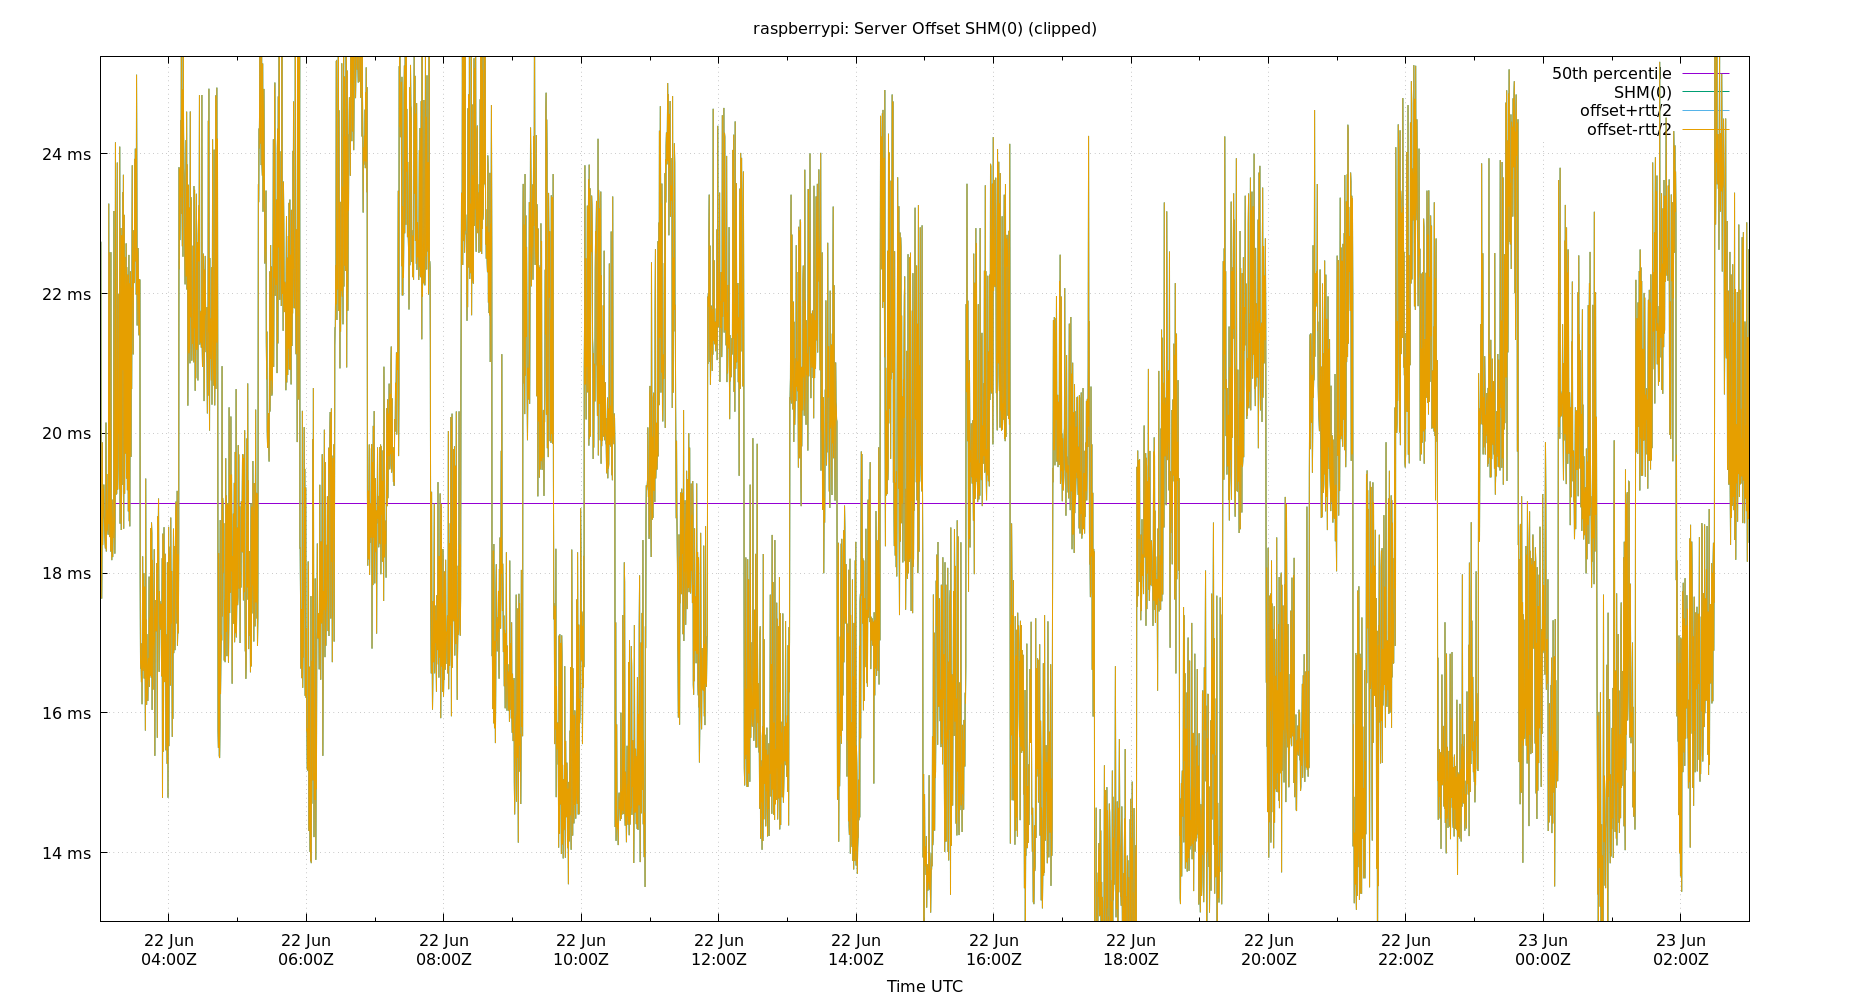 raspberrypi: Server Offset SHM(0) (clipped)
50th percentile
SHM(0)
offset+rtt/2
offset-rtt/2
24 ms
22 ms
20 ms
18 ms
16 ms
14 ms
22 Jun 22 Jun 22 Jun 22 Jun 22 Jun 22 Jun 22 Jun 22 Jun 22 Jun 22 Jun 23 Jun 23 Jun
04:00Z 06:00Z 08:00Z 10:00Z 12:00Z 14:00Z 16:00Z 18:00Z 20:00Z 22:00Z 00:00Z 02:00Z
Time UTC